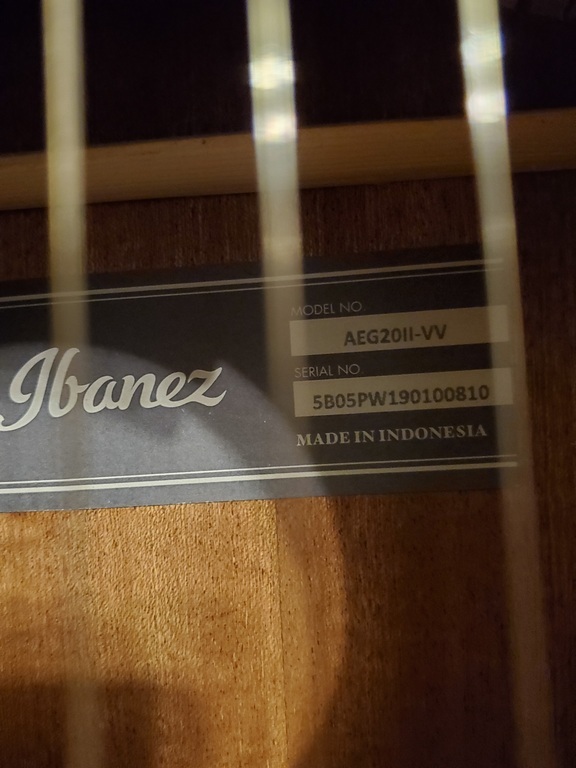 Ibanez
MODEL NO
AEG20II-VV
SERIAL NO
5B05PW190100810
MADE IN INDONESIA